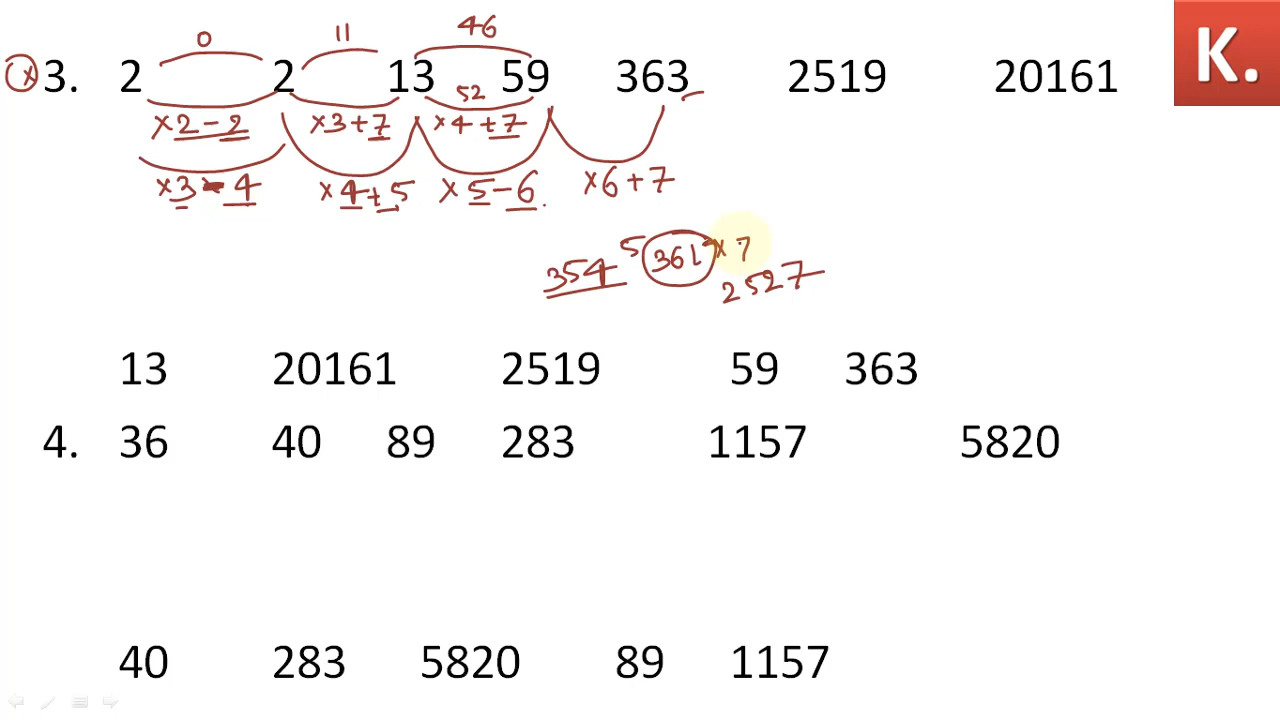 0 11 46
(x) 3. 2 2 13 59 363 2519 20161 K.
52
×2-2 ×3+7 ×4+7
×3-4 ×4+5 ×5-6 ×6+7
354 5 361 ×7
2527
13 20161 2519 59 363
4. 36 40 89 283 1157 5820
40 283 5820 89 1157